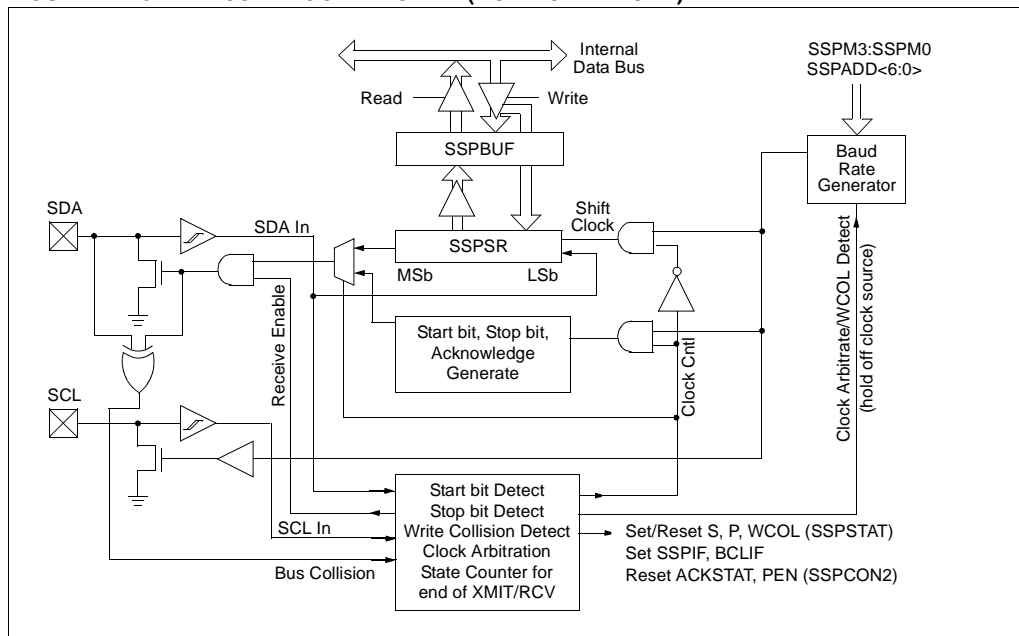 Internal
Data Bus
SSPM3:SSPM0
SSPADD<6:0>
Read
Write
SSPBUF
Baud
Rate
Generator
SDA
SDA In
Shift
Clock
SSPSR
MSb
LSb
Receive Enable
Start bit, Stop bit,
Acknowledge
Generate
Clock Cntl
Clock Arbitrate/WCOL Detect
(hold off clock source)
SCL
SCL In
Bus Collision
Start bit Detect
Stop bit Detect
Write Collision Detect
Clock Arbitration
State Counter for
end of XMIT/RCV
Set/Reset S, P, WCOL (SSPSTAT)
Set SSPIF, BCLIF
Reset ACKSTAT, PEN (SSPCON2)